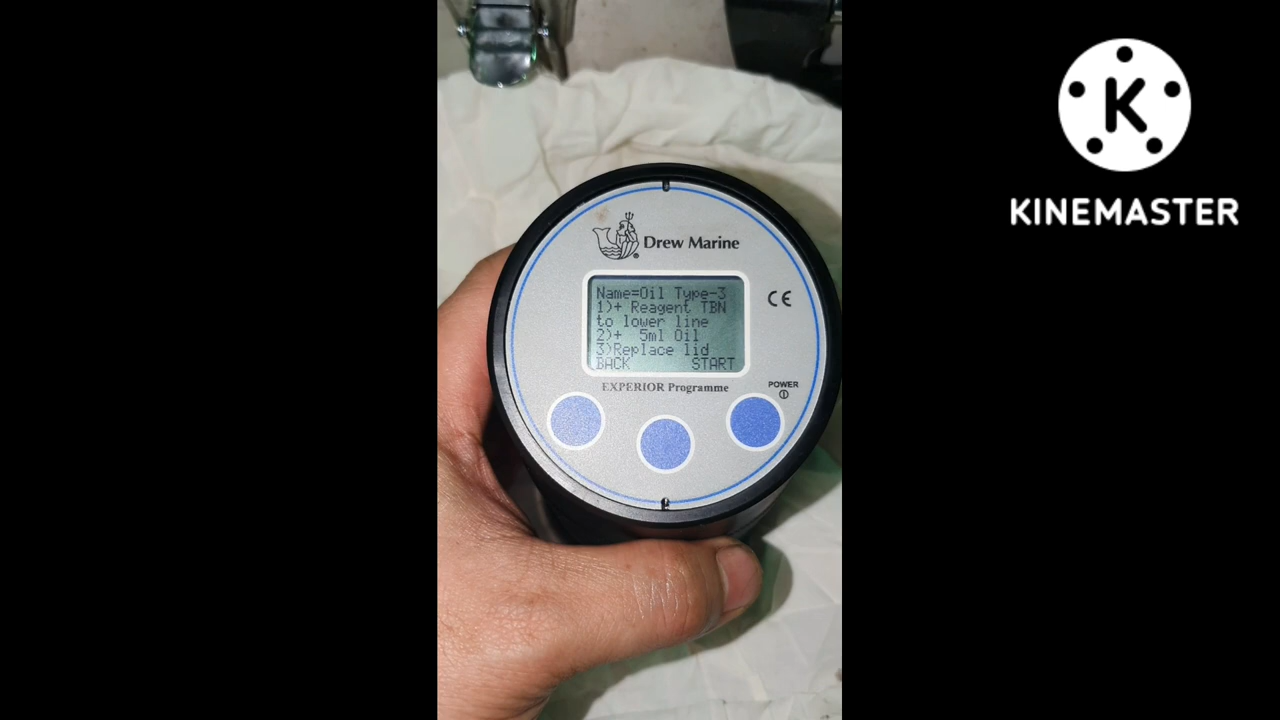 KINEMASTER
Drew Marine
Name=Oil Type-3
1)+ Reagent TBN
to lower line
2)+ 5ml Oil
3)Replace lid
BACK START
CE
EXPERIOR Programme
POWER